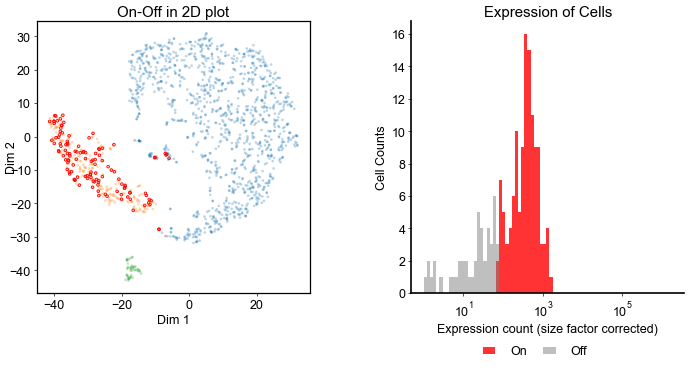 On-Off in 2D plot
30
20
10
0
−10
−20
−30
−40
Dim 2
−40 −20 0 20
Dim 1
Expression of Cells
16
14
12
10
8
6
4
2
0
Cell Counts
10^1 10^3 10^5
Expression count (size factor corrected)
On Off